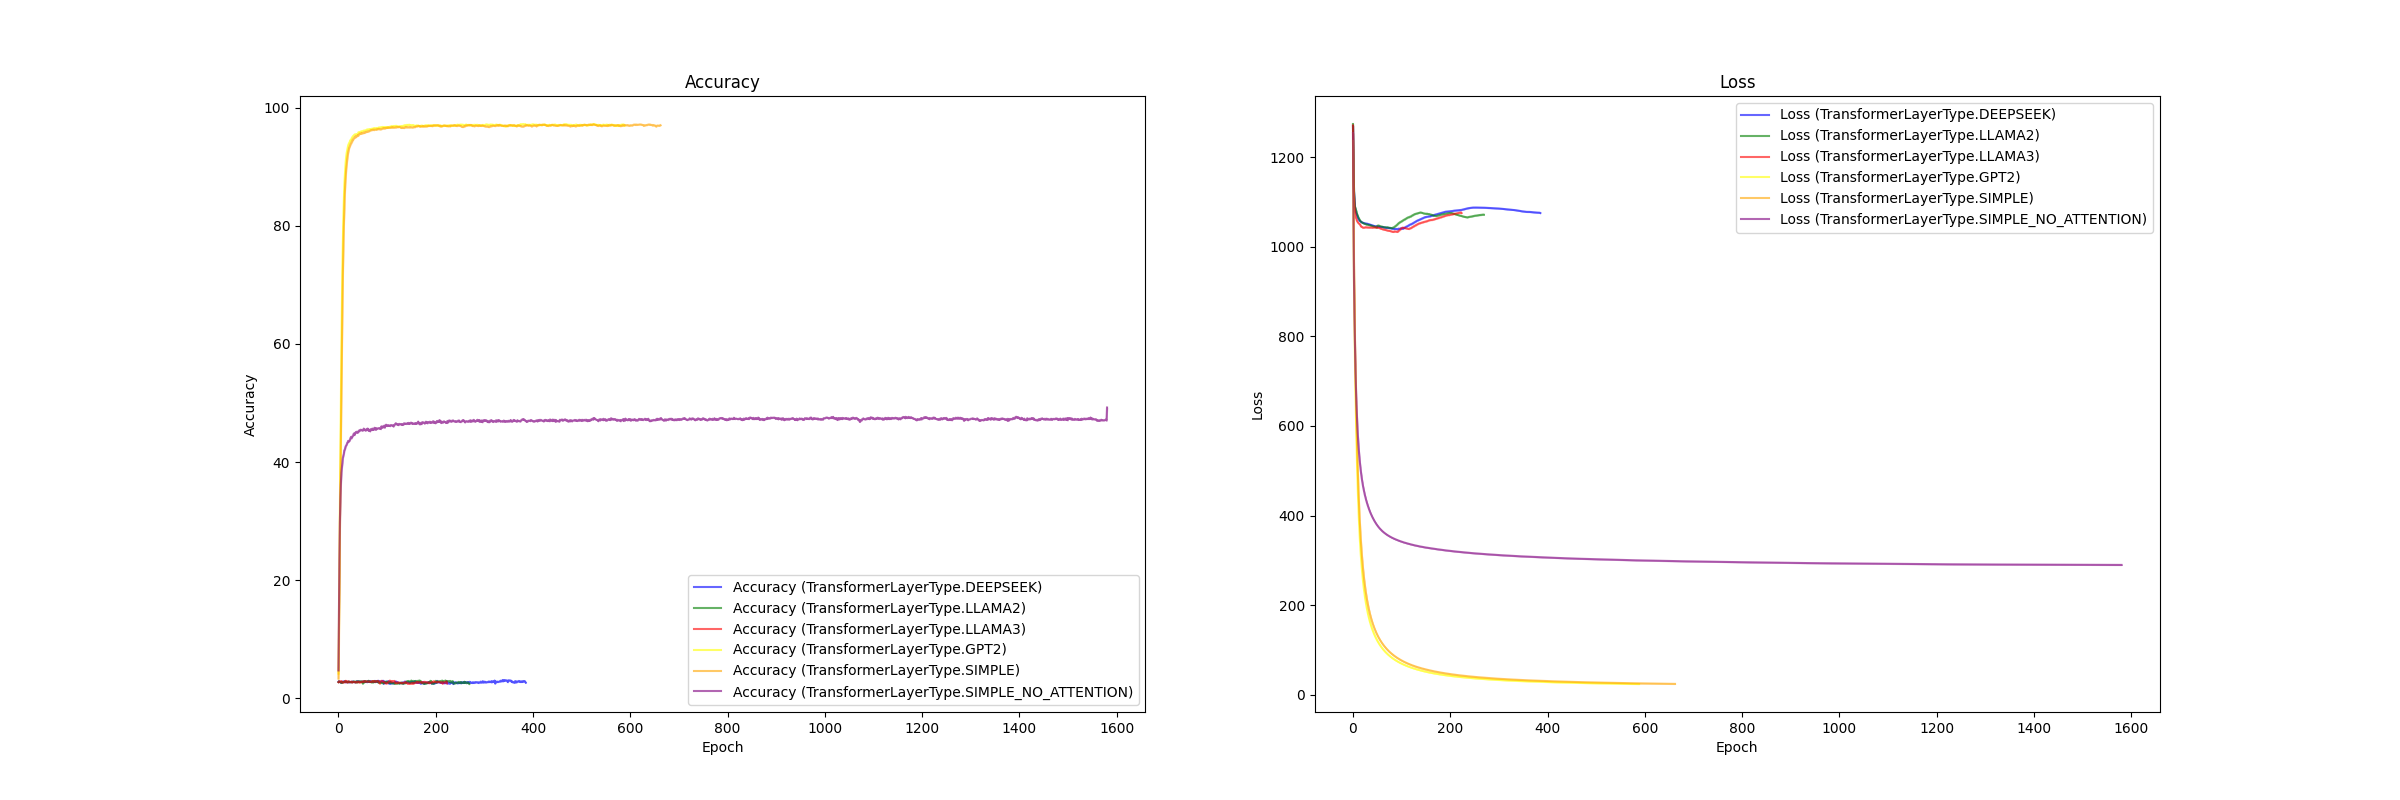 Accuracy
100
80
60
40
20
0
Accuracy
0 200 400 600 800 1000 1200 1400 1600
Epoch
Accuracy (TransformerLayerType.DEEPSEEK)
Accuracy (TransformerLayerType.LLAMA2)
Accuracy (TransformerLayerType.LLAMA3)
Accuracy (TransformerLayerType.GPT2)
Accuracy (TransformerLayerType.SIMPLE)
Accuracy (TransformerLayerType.SIMPLE_NO_ATTENTION)
Loss
1200
1000
800
600
400
200
0
Loss
0 200 400 600 800 1000 1200 1400 1600
Epoch
Loss (TransformerLayerType.DEEPSEEK)
Loss (TransformerLayerType.LLAMA2)
Loss (TransformerLayerType.LLAMA3)
Loss (TransformerLayerType.GPT2)
Loss (TransformerLayerType.SIMPLE)
Loss (TransformerLayerType.SIMPLE_NO_ATTENTION)